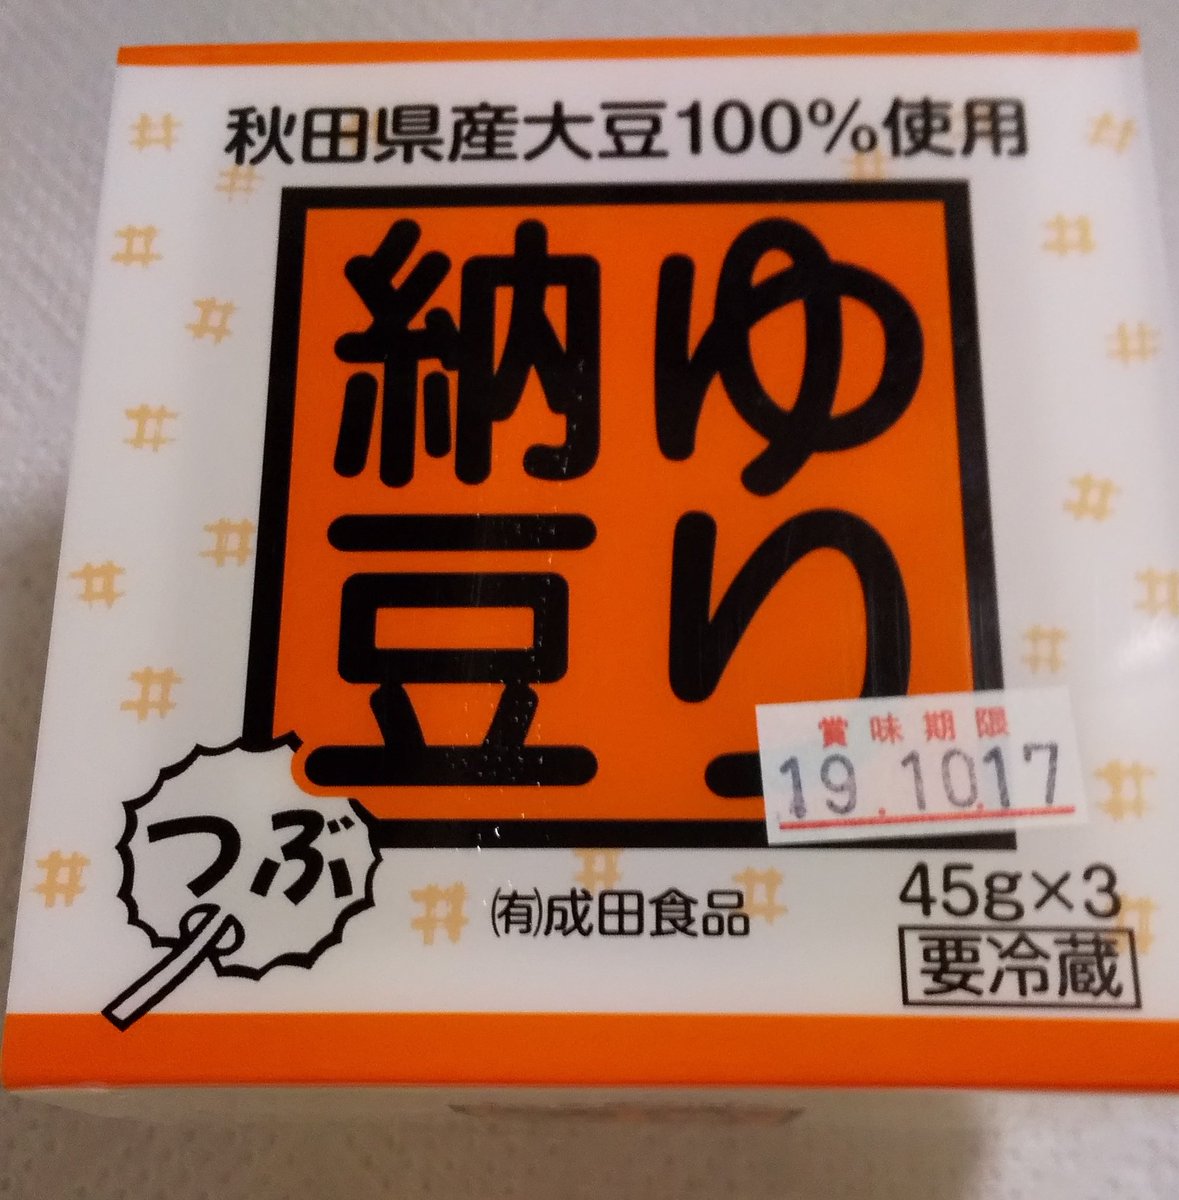 秋田県産大豆100%使用
ゆり
納豆
賞味期限
19.10.17
つぶ
㈲成田食品
45g×3
要冷蔵